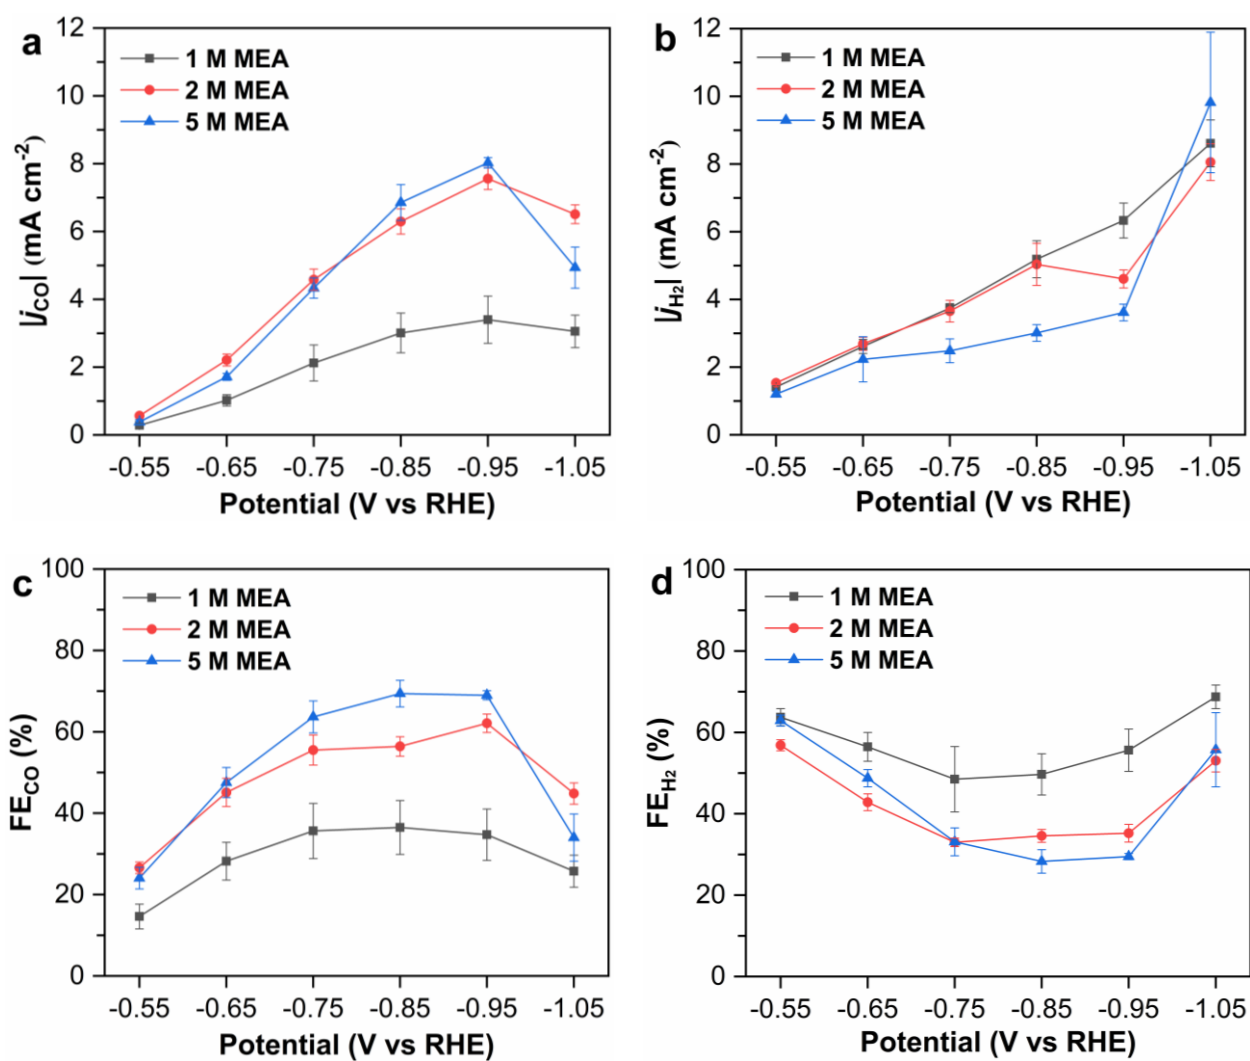 a
1 M MEA
2 M MEA
5 M MEA
|jCO| (mA cm-2)
12
10
8
6
4
2
0
-0.55 -0.65 -0.75 -0.85 -0.95 -1.05
Potential (V vs RHE)
b
1 M MEA
2 M MEA
5 M MEA
|jH2| (mA cm-2)
12
10
8
6
4
2
0
-0.55 -0.65 -0.75 -0.85 -0.95 -1.05
Potential (V vs RHE)
c
1 M MEA
2 M MEA
5 M MEA
FECO (%)
100
80
60
40
20
0
-0.55 -0.65 -0.75 -0.85 -0.95 -1.05
Potential (V vs RHE)
d
1 M MEA
2 M MEA
5 M MEA
FEH2 (%)
100
80
60
40
20
0
-0.55 -0.65 -0.75 -0.85 -0.95 -1.05
Potential (V vs RHE)